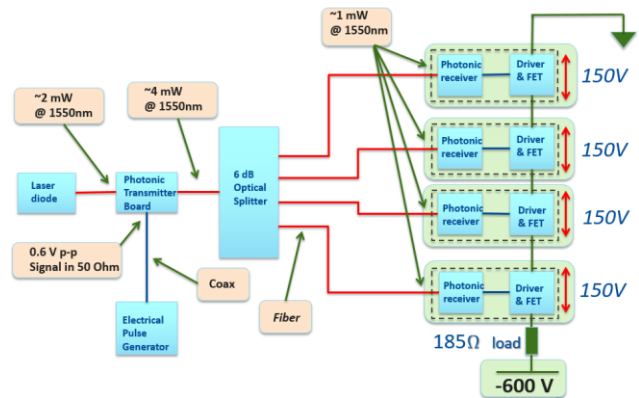 ~1 mW
@ 1550nm
Photonic
receiver
Driver
& FET
150V
~2 mW
@ 1550nm
~4 mW
@ 1550nm
Photonic
receiver
Driver
& FET
150V
6 dB
Optical
Splitter
Laser
diode
Photonic
Transmitter
Board
Photonic
receiver
Driver
& FET
150V
0.6 V p-p
Signal in 50 Ohm
Coax
Fiber
Photonic
receiver
Driver
& FET
150V
Electrical
Pulse
Generator
185Ω load
-600 V